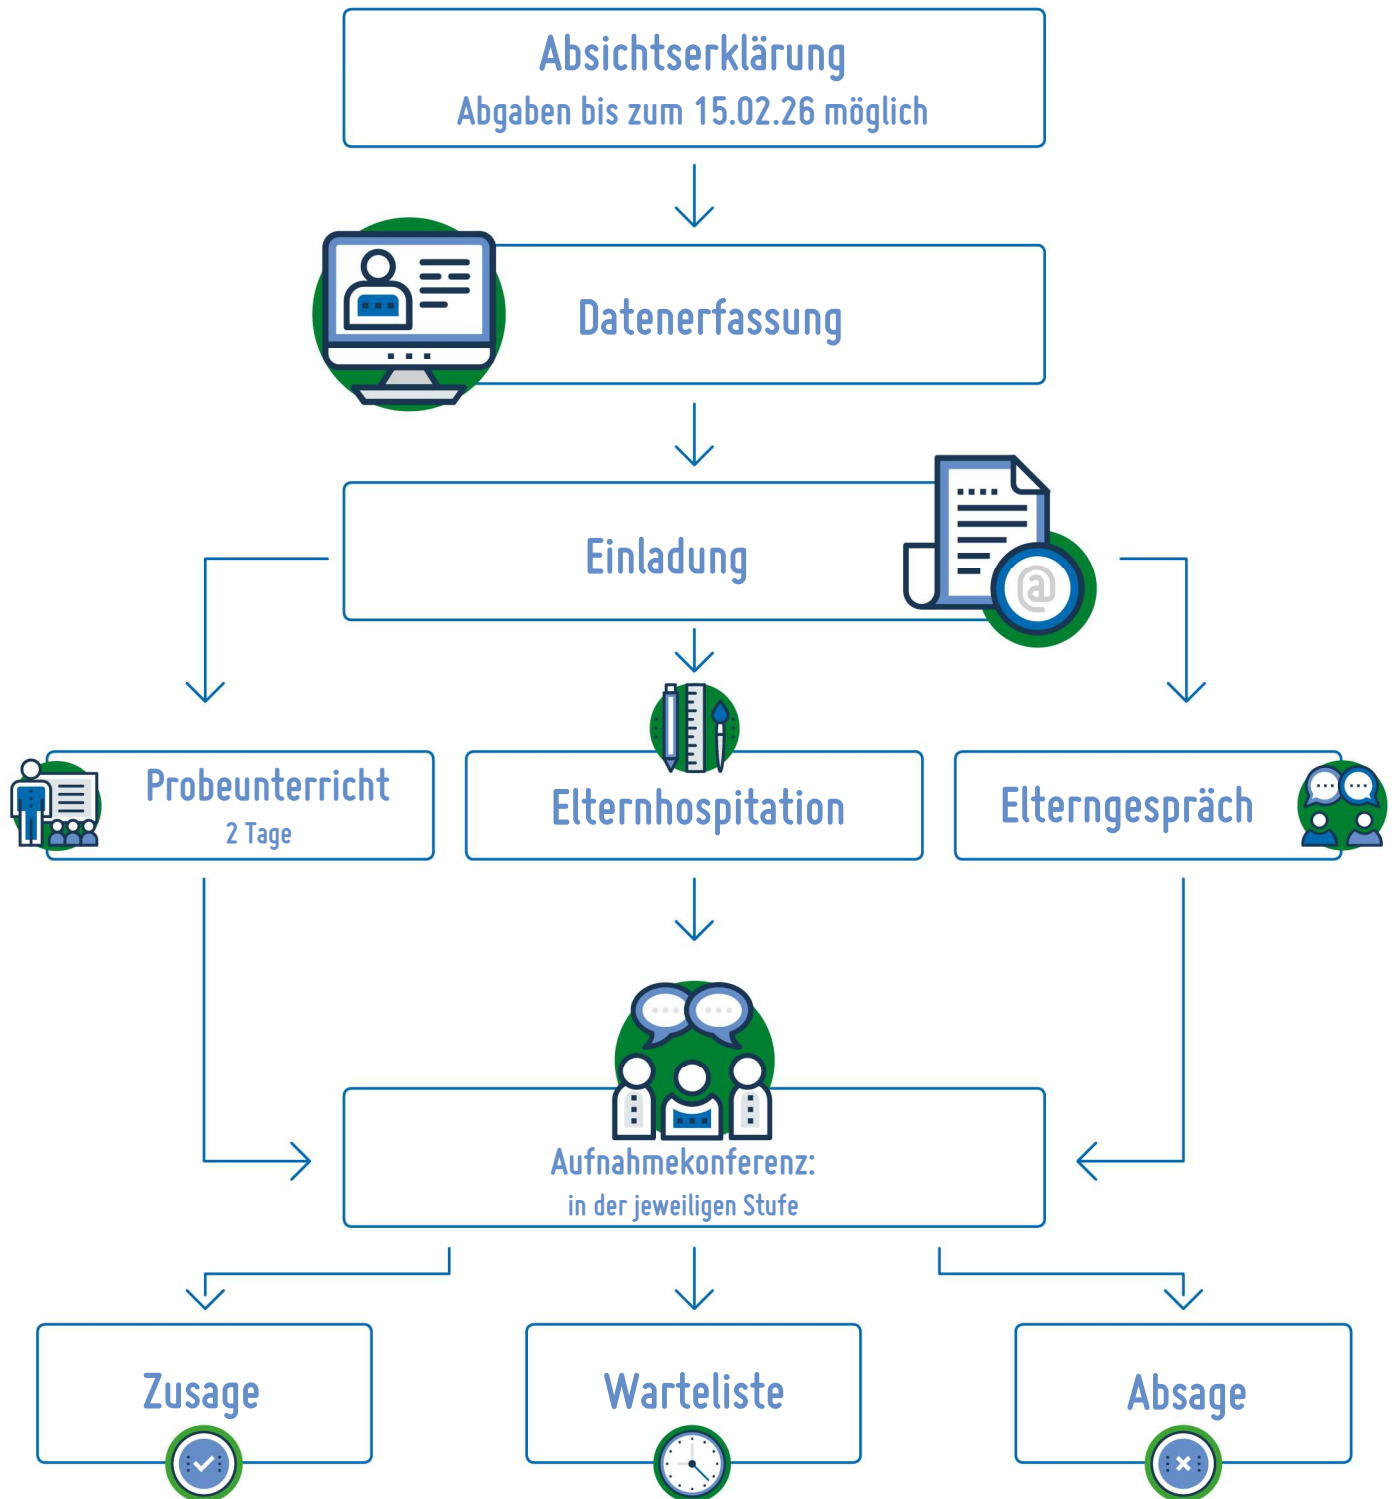 Absichtserklärung
Abgaben bis zum 15.02.26 möglich
Datenerfassung
Einladung
@
Probeunterricht
2 Tage
Elternhospitation
Elterngespräch
Aufnahmekonferenz:
in der jeweiligen Stufe
Zusage
Warteliste
Absage